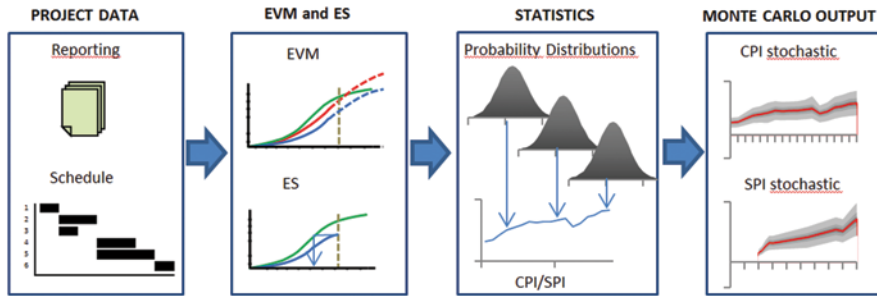 PROJECT DATA
EVM and ES
STATISTICS
MONTE CARLO OUTPUT
Reporting
Schedule
1
2
3
4
5
6
EVM
ES
Probability Distributions
CPI/SPI
CPI stochastic
SPI stochastic